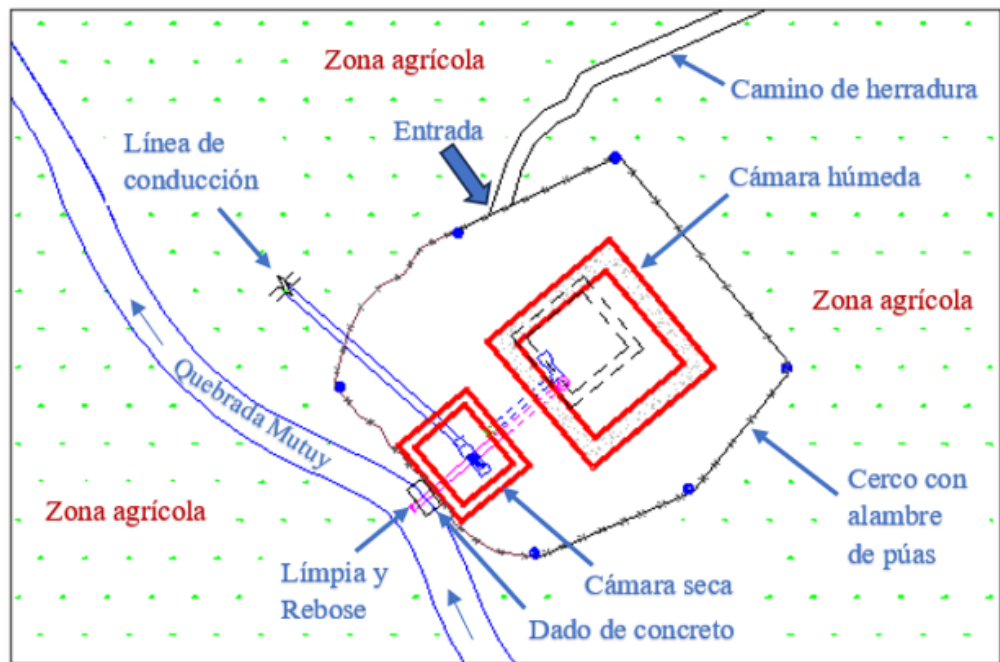 Zona agrícola
Camino de herradura
Entrada
Línea de
conducción
Cámara húmeda
Zona agrícola
Quebrada Mutuy
Zona agrícola
Cerco con
alambre
de púas
Límpia y
Rebose
Cámara seca
Dado de concreto